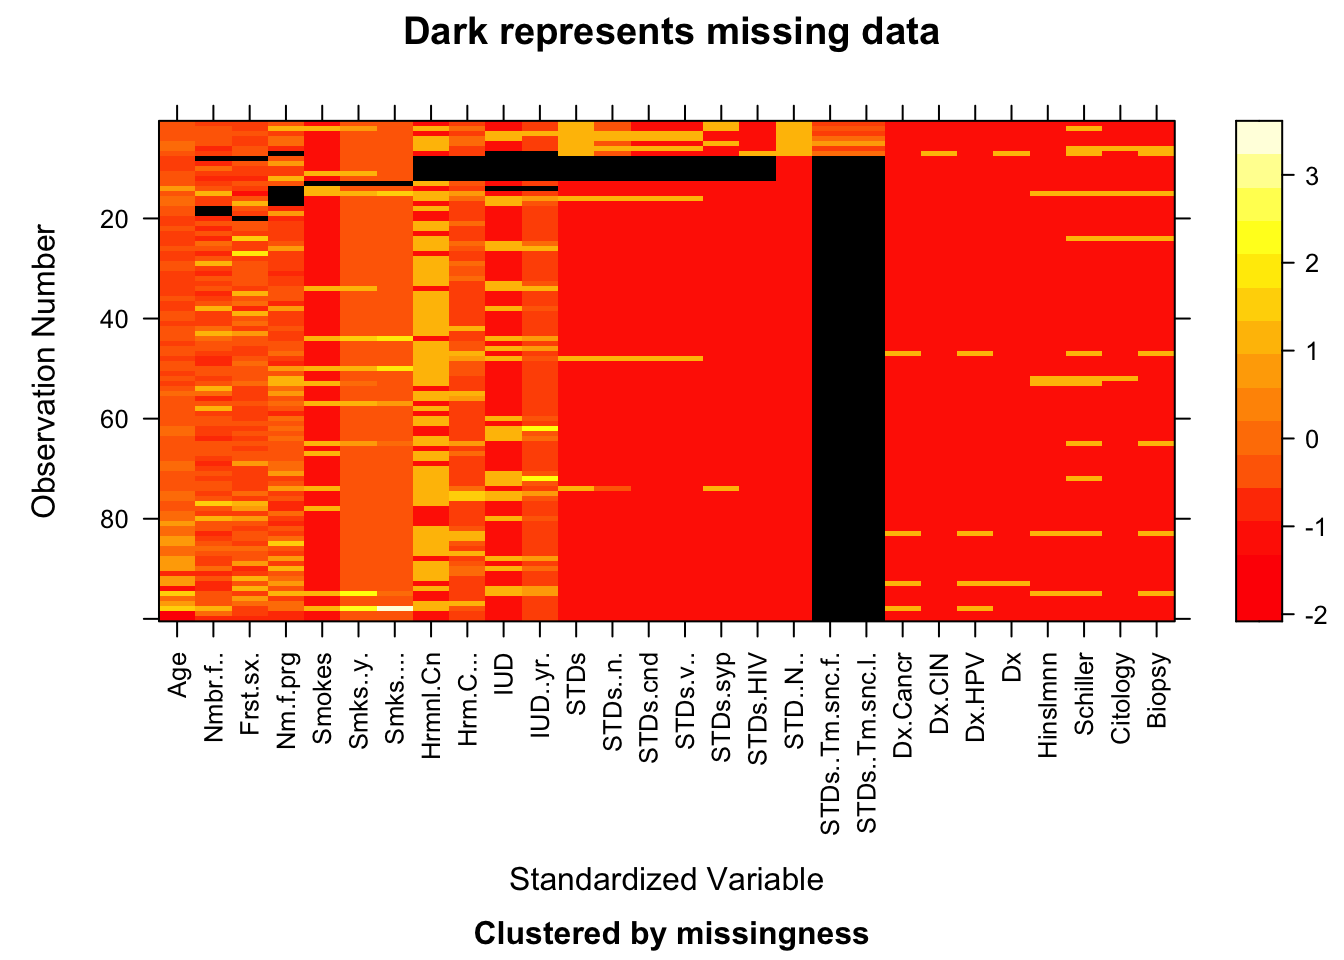 Dark represents missing data
Observation Number
20
40
60
80
3
2
1
0
-1
-2
Age
Nmbr.f..
Frst.sx.
Nm.f.prg
Smokes
Smks..y.
Smks....
Hrmnl.Cn
Hrm.C...
IUD
IUD..yr.
STDs
STDs..n.
STDs.cnd
STDs.v..
STDs.syp
STDs.HIV
STD..N..
STDs..Tm.snc.f.
STDs..Tm.snc.l.
Dx.Cancr
Dx.CIN
Dx.HPV
Dx
Hinslmnn
Schiller
Citology
Biopsy
Standardized Variable
Clustered by missingness